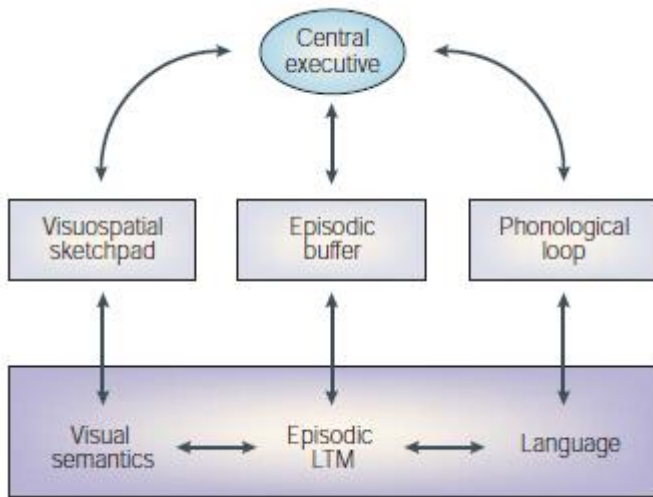 Central
executive
Visuospatial
sketchpad
Episodic
buffer
Phonological
loop
Visual
semantics
Episodic
LTM
Language